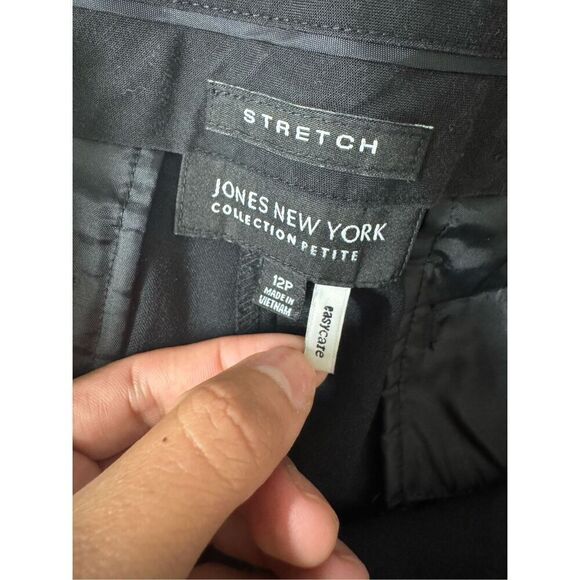 STRETCH
JONES NEW YORK
COLLECTION PETITE
12P
MADE IN
VIETNAM
easycare